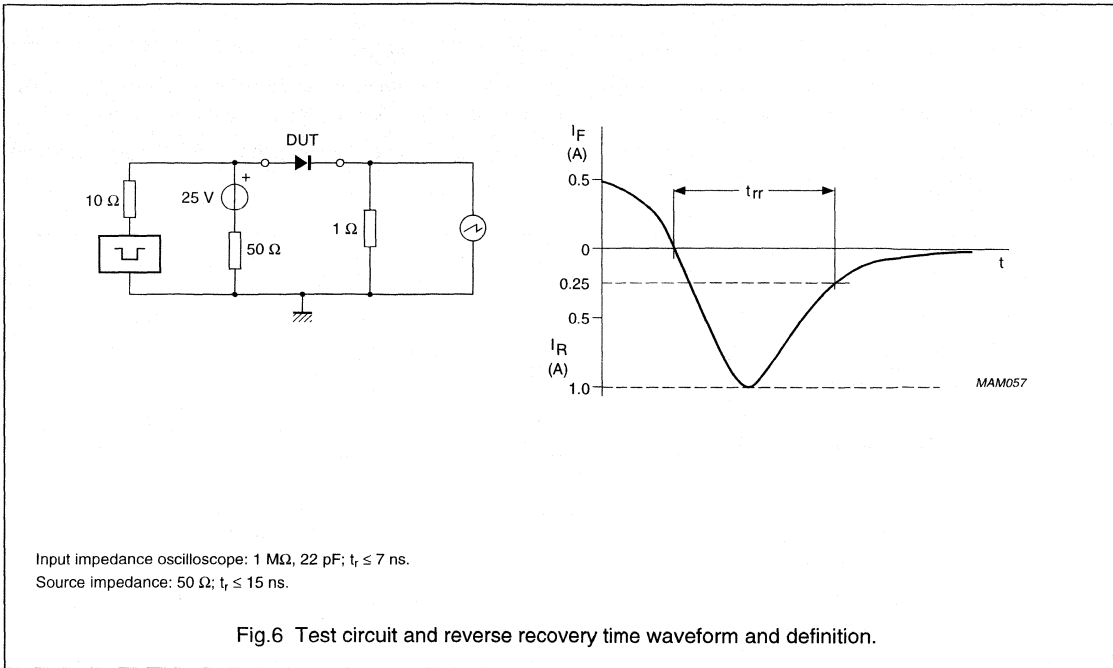 DUT
+
10 Ω
25 V
50 Ω
1 Ω
I_F
(A)
0.5
t_rr
0
t
0.25
0.5
I_R
(A)
1.0
MAM057
Input impedance oscilloscope: 1 MΩ, 22 pF; t_r ≤ 7 ns.
Source impedance: 50 Ω; t_r ≤ 15 ns.
Fig.6 Test circuit and reverse recovery time waveform and definition.